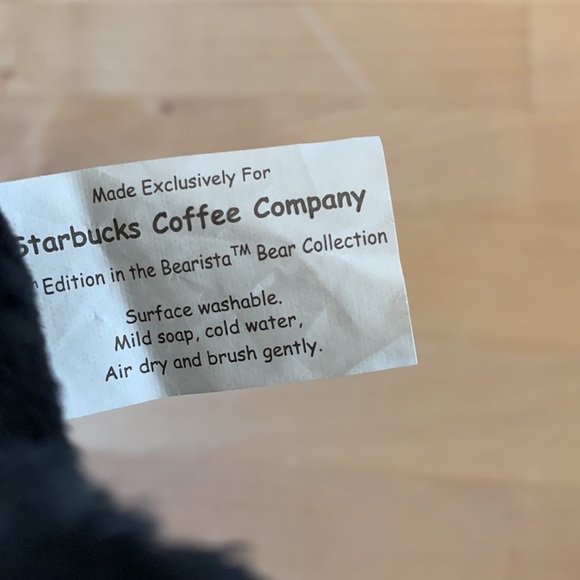 Made Exclusively For
Starbucks Coffee Company
Edition in the Bearista™ Bear Collection
Surface washable.
Mild soap, cold water,
Air dry and brush gently.